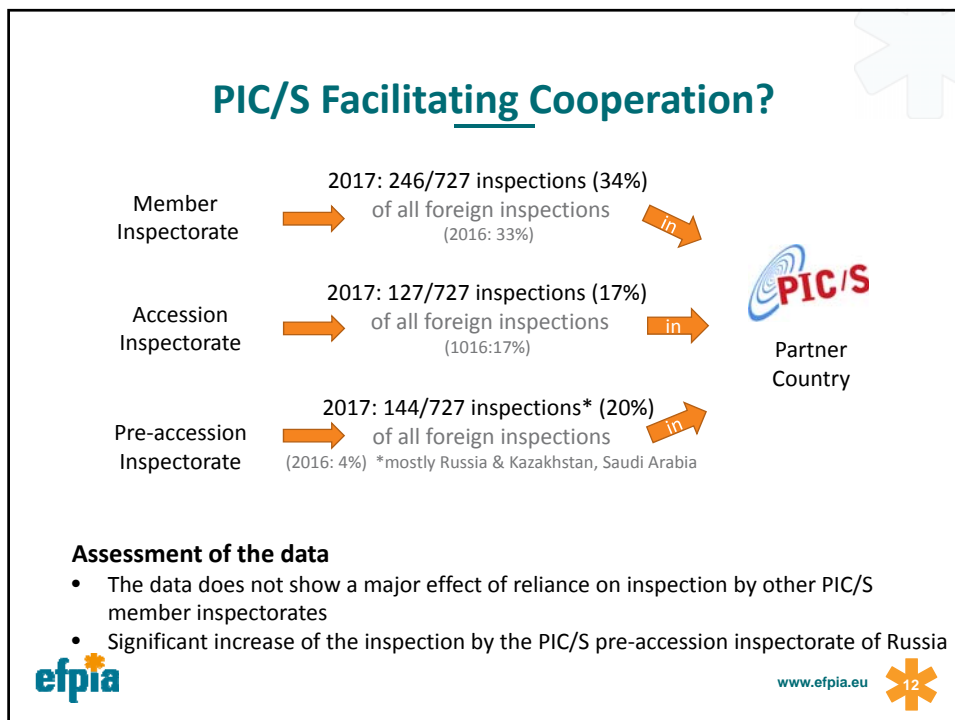 PIC/S Facilitating Cooperation?
Member
Inspectorate
2017: 246/727 inspections (34%)
of all foreign inspections
(2016: 33%)
in
Accession
Inspectorate
2017: 127/727 inspections (17%)
of all foreign inspections
(1016:17%)
in
Pre-accession
Inspectorate
2017: 144/727 inspections* (20%)
of all foreign inspections
(2016: 4%) *mostly Russia & Kazakhstan, Saudi Arabia
in
PIC/S
Partner
Country
Assessment of the data
• The data does not show a major effect of reliance on inspection by other PIC/S
member inspectorates
• Significant increase of the inspection by the PIC/S pre-accession inspectorate of Russia
efpia
www.efpia.eu
12